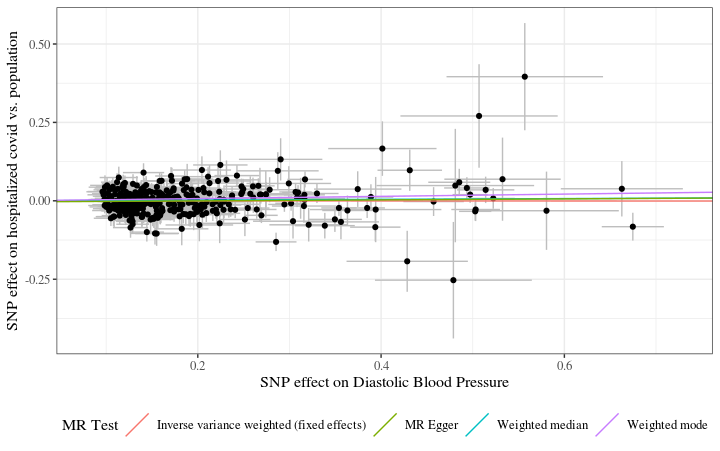 SNP effect on hospitalized covid vs. population
0.50
0.25
0.00
-0.25
0.2 0.4 0.6
SNP effect on Diastolic Blood Pressure
MR Test Inverse variance weighted (fixed effects) MR Egger Weighted median Weighted mode